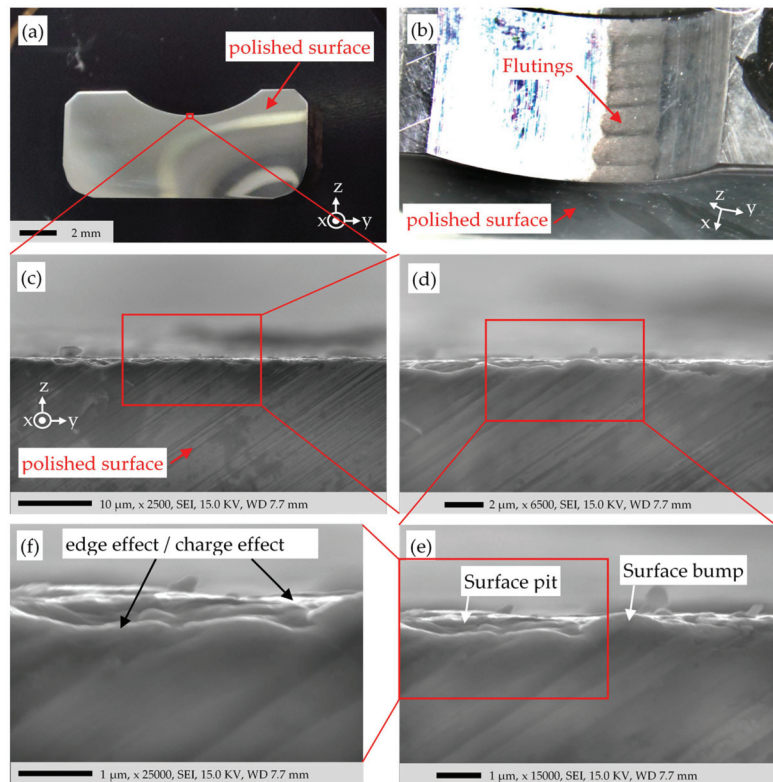 (a)
polished surface
z
x
y
2 mm
(b)
Flutings
polished surface
z
y
x
(c)
z
x
y
polished surface
10 µm, x 2500, SEI, 15.0 KV, WD 7.7 mm
(d)
2 µm, x 6500, SEI, 15.0 KV, WD 7.7 mm
(f)
edge effect / charge effect
1 µm, x 25000, SEI, 15.0 KV, WD 7.7 mm
(e)
Surface pit
Surface bump
1 µm, x 15000, SEI, 15.0 KV, WD 7.7 mm